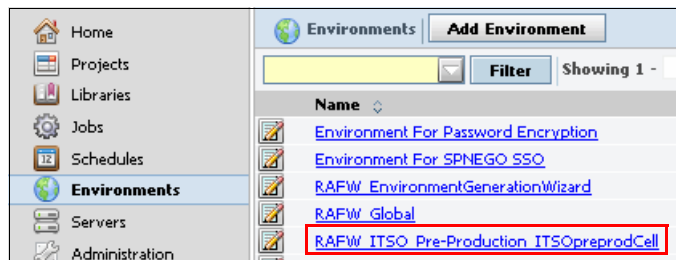 Home
Projects
Libraries
Jobs
12 Schedules
Environments
Servers
Administration
Environments Add Environment
Filter Showing 1 -
Name
Environment For Password Encryption
Environment For SPNEGO SSO
RAFW_EnvironmentGenerationWizard
RAFW_Global
RAFW_ITSO_Pre-Production_ITSOpreprodCell